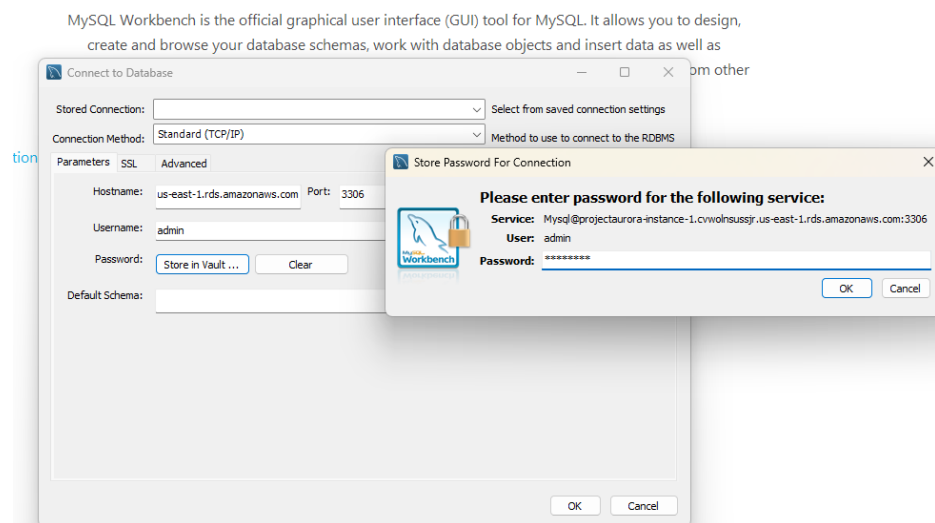 MySQL Workbench is the official graphical user interface (GUI) tool for MySQL. It allows you to design,
create and browse your database schemas, work with database objects and insert data as well as
om other
tion
Connect to Database
Stored Connection: Select from saved connection settings
Connection Method: Standard (TCP/IP) Method to use to connect to the RDBMS
Parameters SSL Advanced
Hostname: us-east-1.rds.amazonaws.com Port: 3306
Username: admin
Password: Store in Vault ... Clear
Default Schema:
OK Cancel
Store Password For Connection
Please enter password for the following service:
Service: Mysql@projectaurora-instance-1.cvwolnsussjr.us-east-1.rds.amazonaws.com:3306
User: admin
Password: ********
MySQL
Workbench
OK Cancel